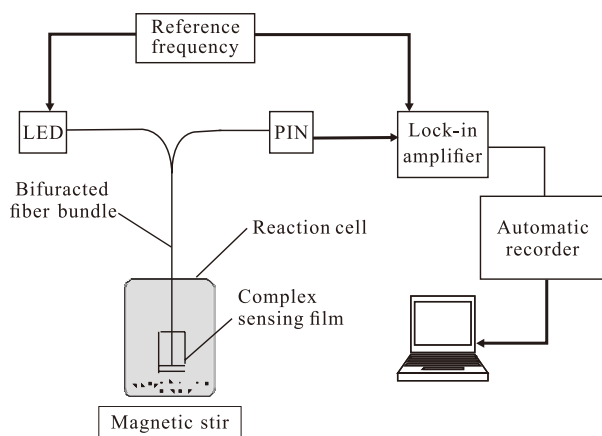 Reference
frequency
LED
PIN
Lock-in
amplifier
Bifuracted
fiber bundle
Reaction cell
Automatic
recorder
Complex
sensing film
Magnetic stir